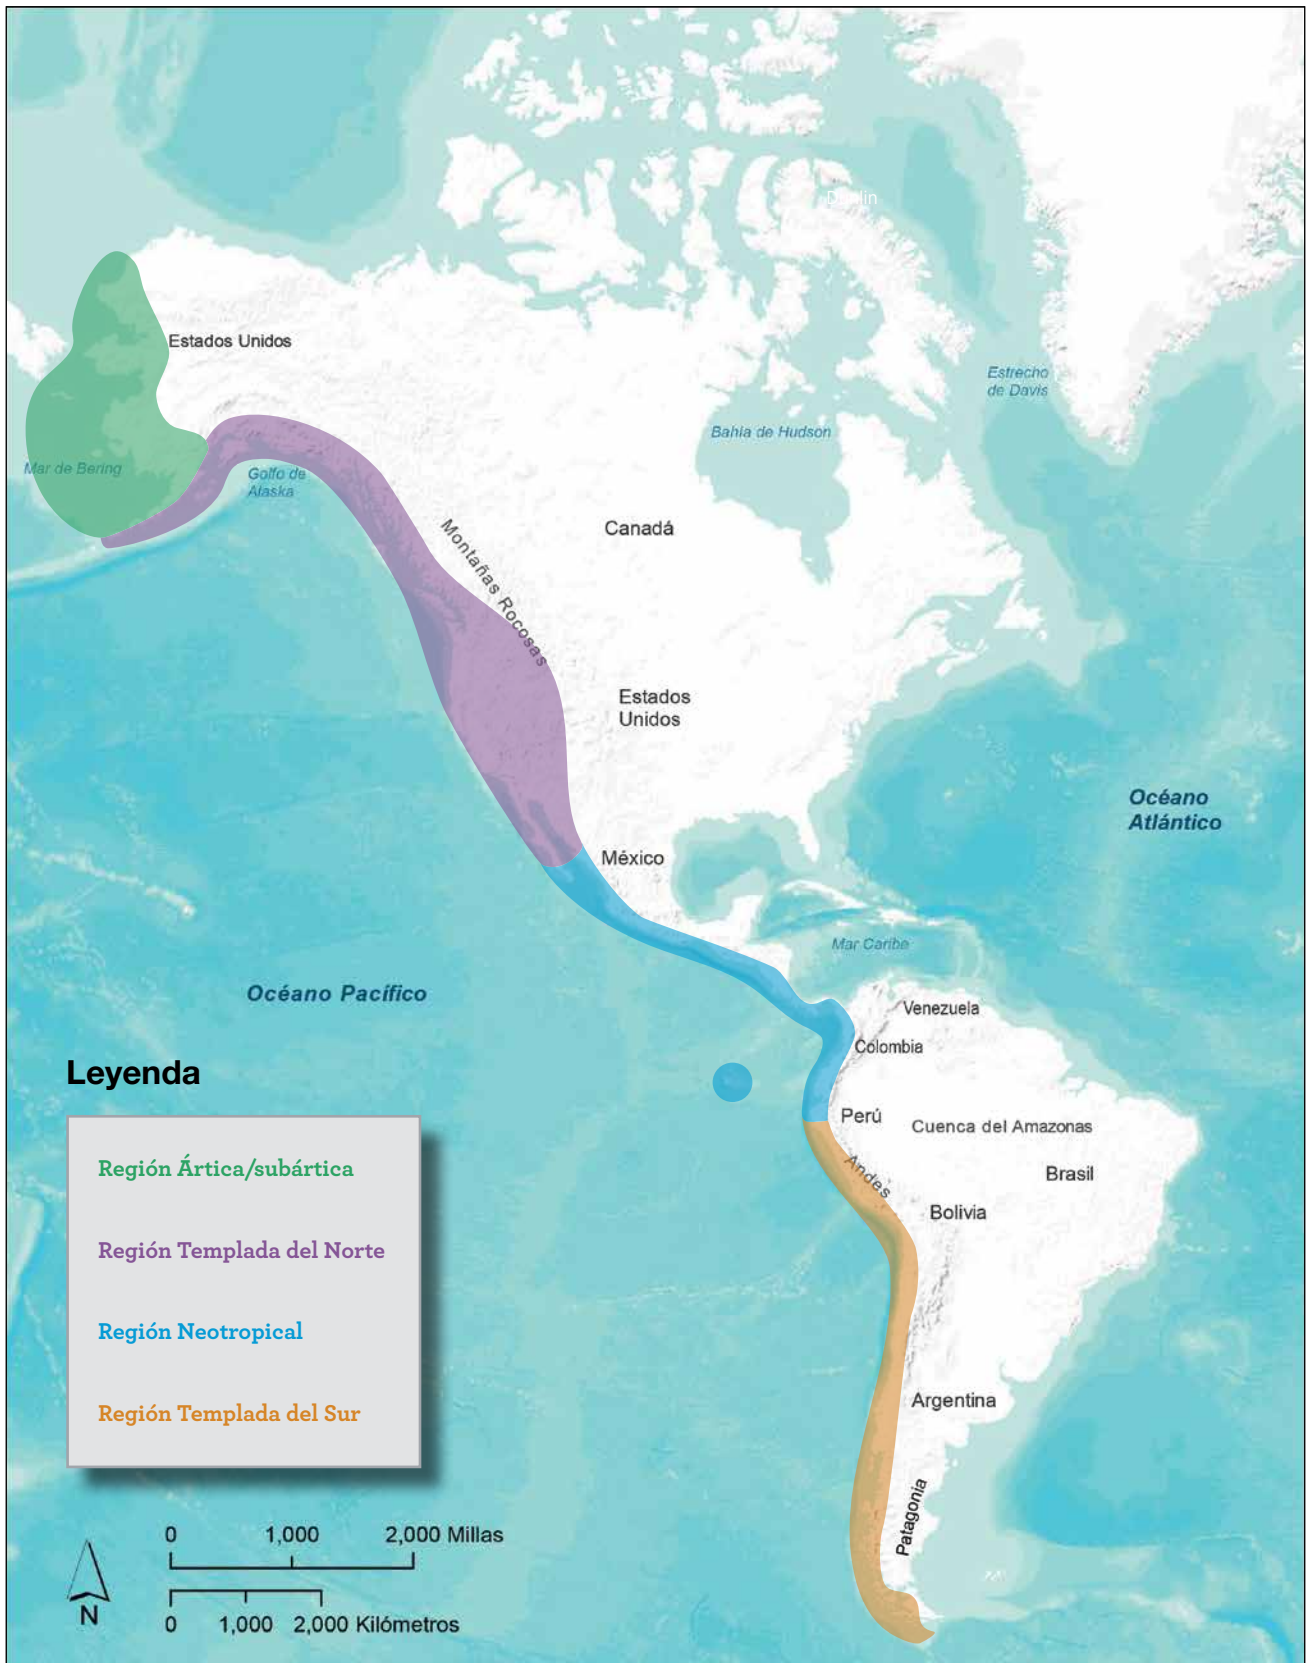 Dublin
Estados Unidos
Estrecho
de Davis
Bahia de Hudson
Mar de Bering
Golfo de
Alaska
Canadá
Montañas Rocosas
Estados
Unidos
Océano
Atlántico
México
Mar Caribe
Océano Pacífico
Venezuela
Colombia
Perú
Cuenca del Amazonas
Andes
Brasil
Bolivia
Argentina
Patagonia
Leyenda
Región Ártica/subártica
Región Templada del Norte
Región Neotropical
Región Templada del Sur
0 1,000 2,000 Millas
0 1,000 2,000 Kilómetros
N